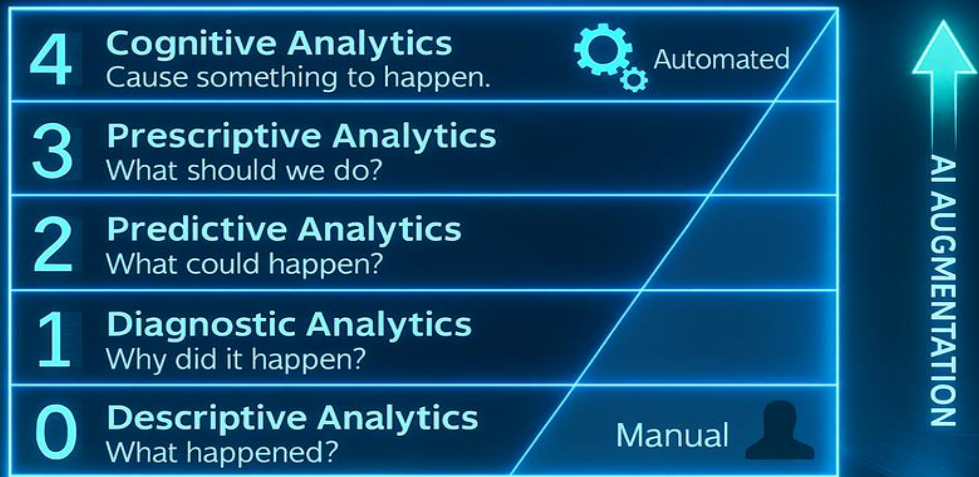 4
Cognitive Analytics
Cause something to happen.
Automated
3
Prescriptive Analytics
What should we do?
2
Predictive Analytics
What could happen?
1
Diagnostic Analytics
Why did it happen?
0
Descriptive Analytics
What happened?
Manual
AI AUGMENTATION